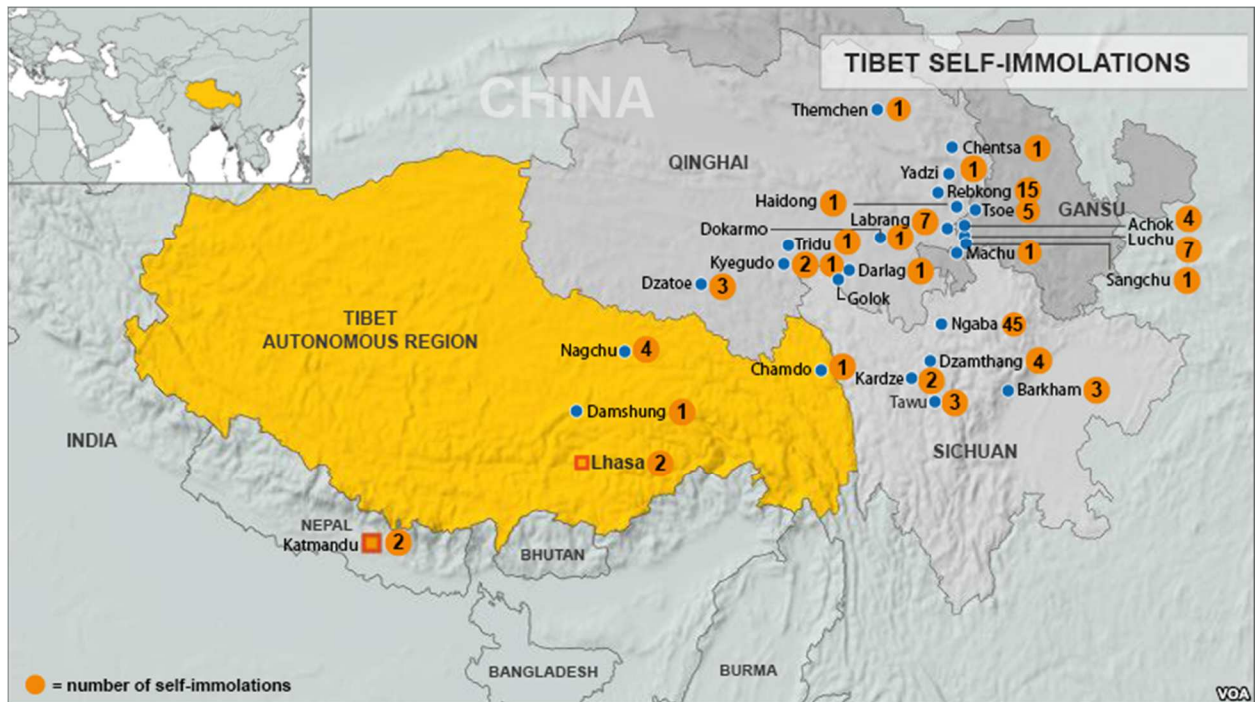 TIBET SELF-IMMOLATIONS
CHINA
Themchen 1
QINGHAI
Chentsa 1
Yadzi 1
Rebkong 15
Haidong 1
Tsoe 5
GANSU
Labrang 7
Achok 4
Dokarmo 1
Luchu 7
Tridu 1
Machu 1
Kyegudo 2
1
Darlag 1
Sangchu 1
Dzatoe 3
Golok
TIBET
AUTONOMOUS REGION
Ngaba 45
Nagchu 4
Chamdo 1
Dzamthang 4
Kardze 2
Barkham 3
Tawu 3
Damshung 1
INDIA
SICHUAN
Lhasa 2
NEPAL
Katmandu 2
BHUTAN
BANGLADESH
BURMA
= number of self-immolations
VOA